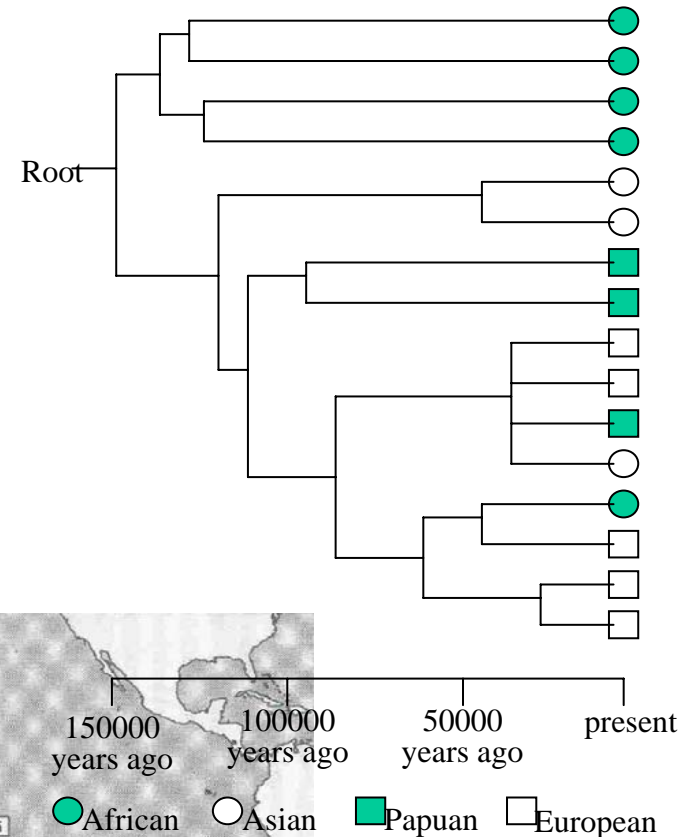 Root
150000
years ago
100000
years ago
50000
years ago
present
African
Asian
Papuan
European